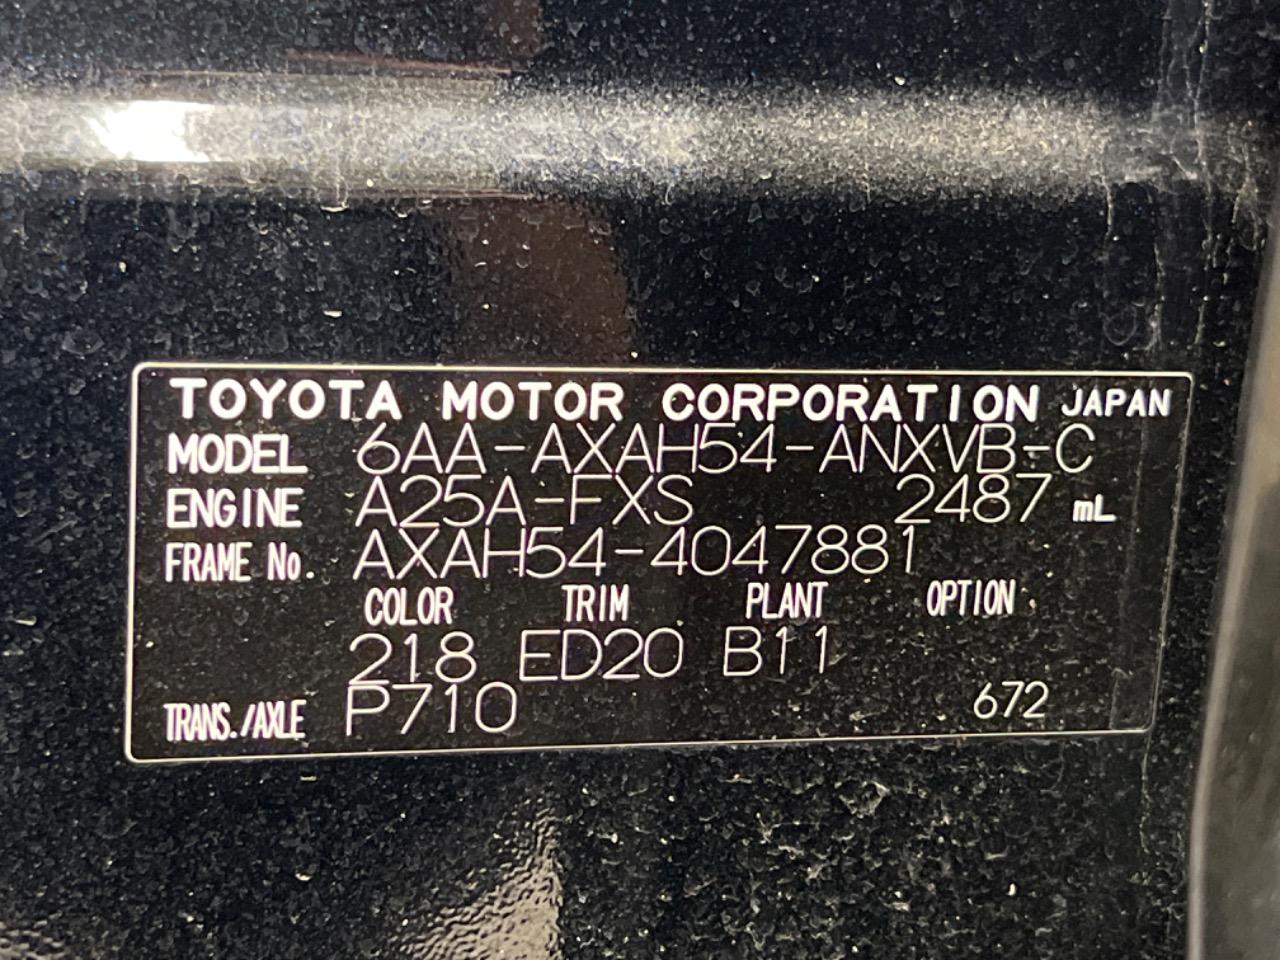 TOYOTA MOTOR CORPORATION JAPAN
MODEL 6AA-AXAH54-ANXVB-C
ENGINE A25A-FXS 2487 mL
FRAME No. AXAH54-4047881
COLOR TRIM PLANT OPTION
218 ED20 B11
TRANS./AXLE P710 672